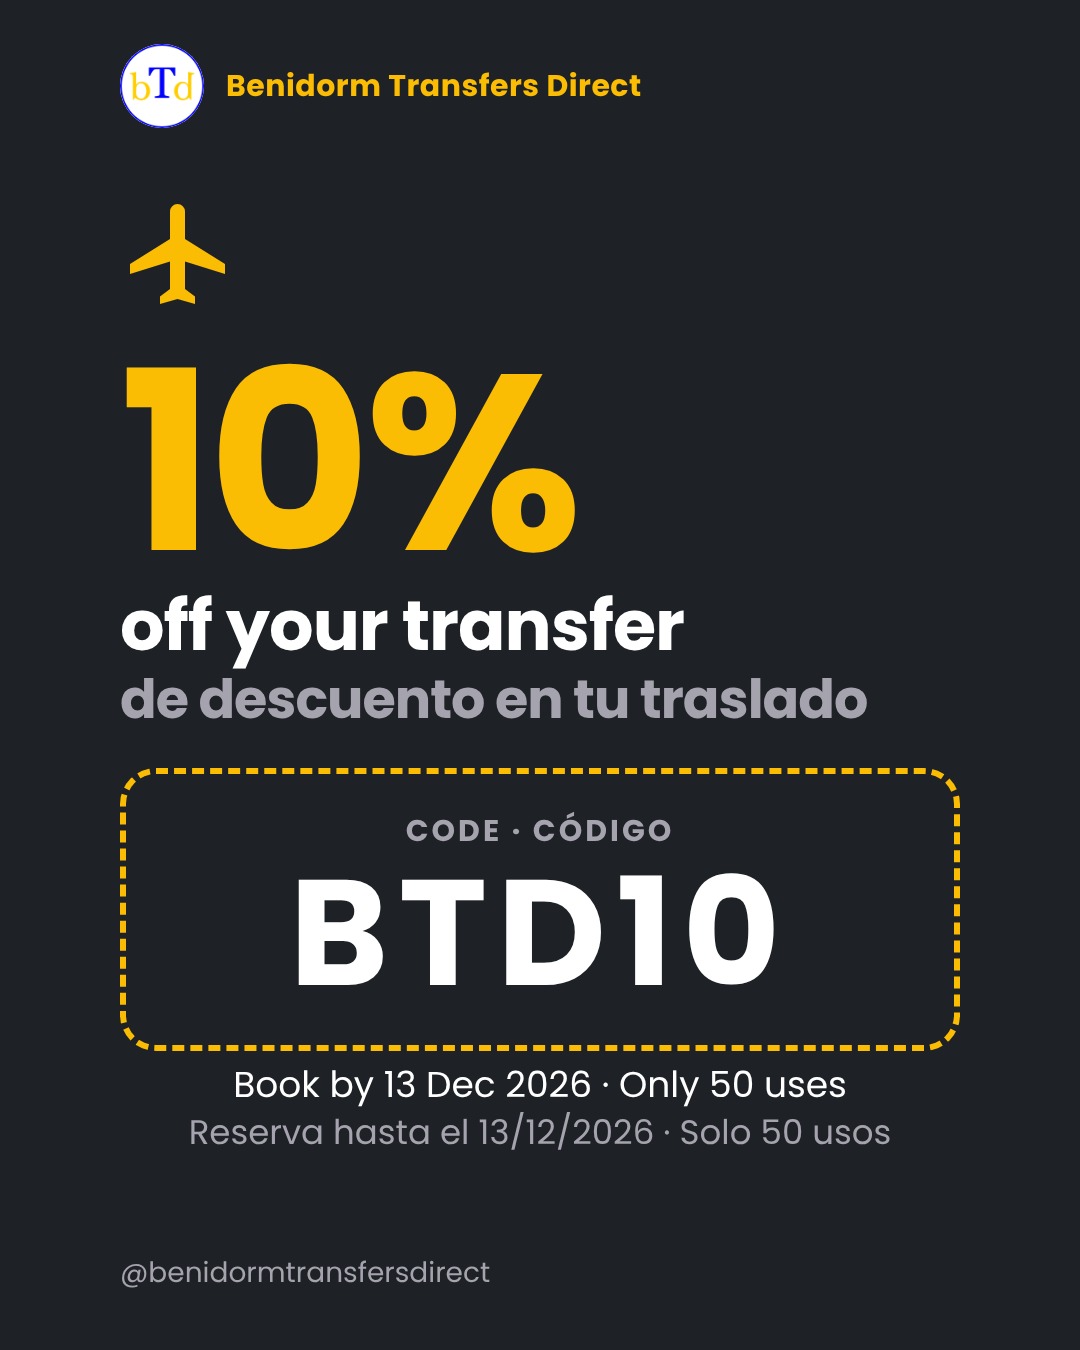 bTd
Benidorm Transfers Direct
10%
off your transfer
de descuento en tu traslado
CODE · CÓDIGO
BTD10
Book by 13 Dec 2026 · Only 50 uses
Reserva hasta el 13/12/2026 · Solo 50 usos
@benidormtransfersdirect